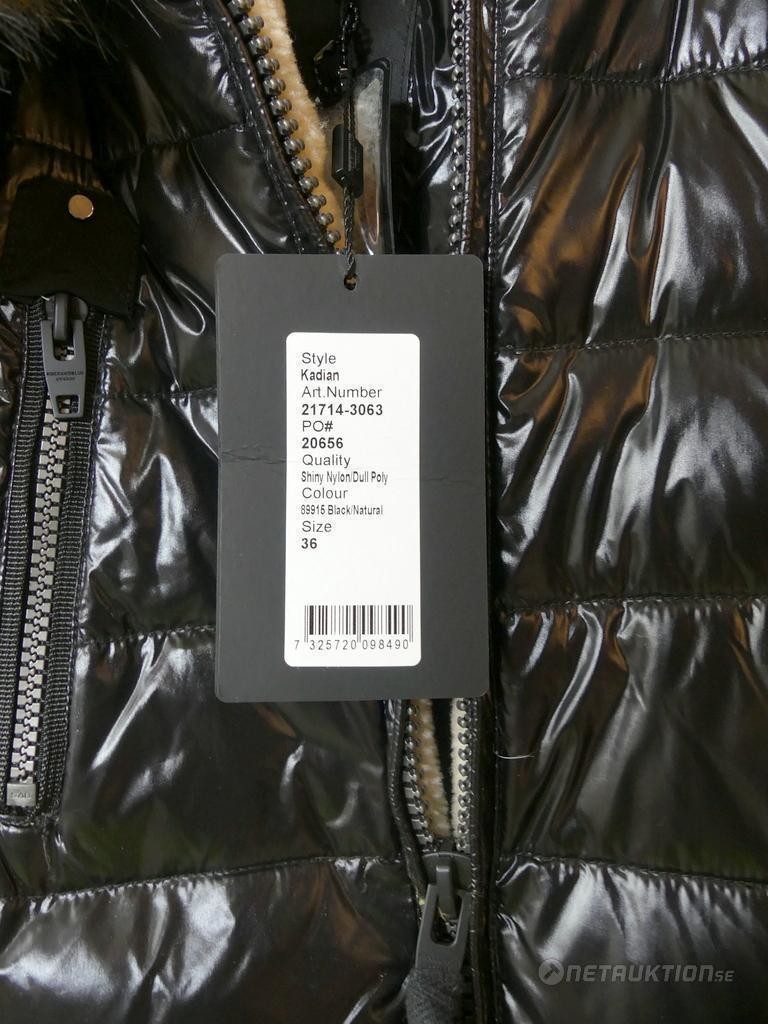 Style
Kadian
Art.Number
21714-3063
PO#
20656
Quality
Shiny Nylon/Dull Poly
Colour
89915 Black/Natural
Size
36
7 325720 098490
NETAUKTION.SE